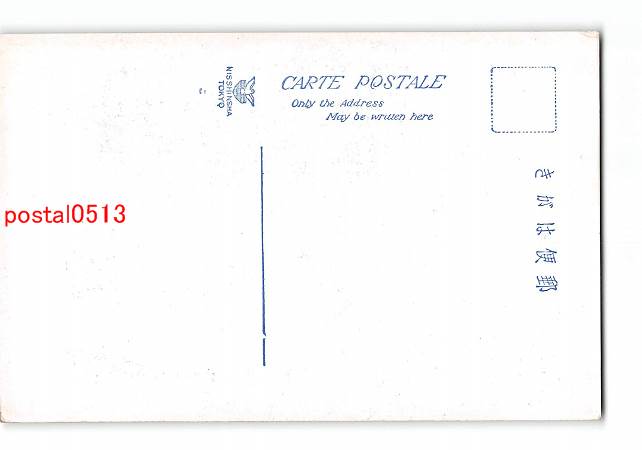 NISSHINSHA
TOKYO
CARTE POSTALE
Only the Address
May be written here
郵便はがき
postal0513